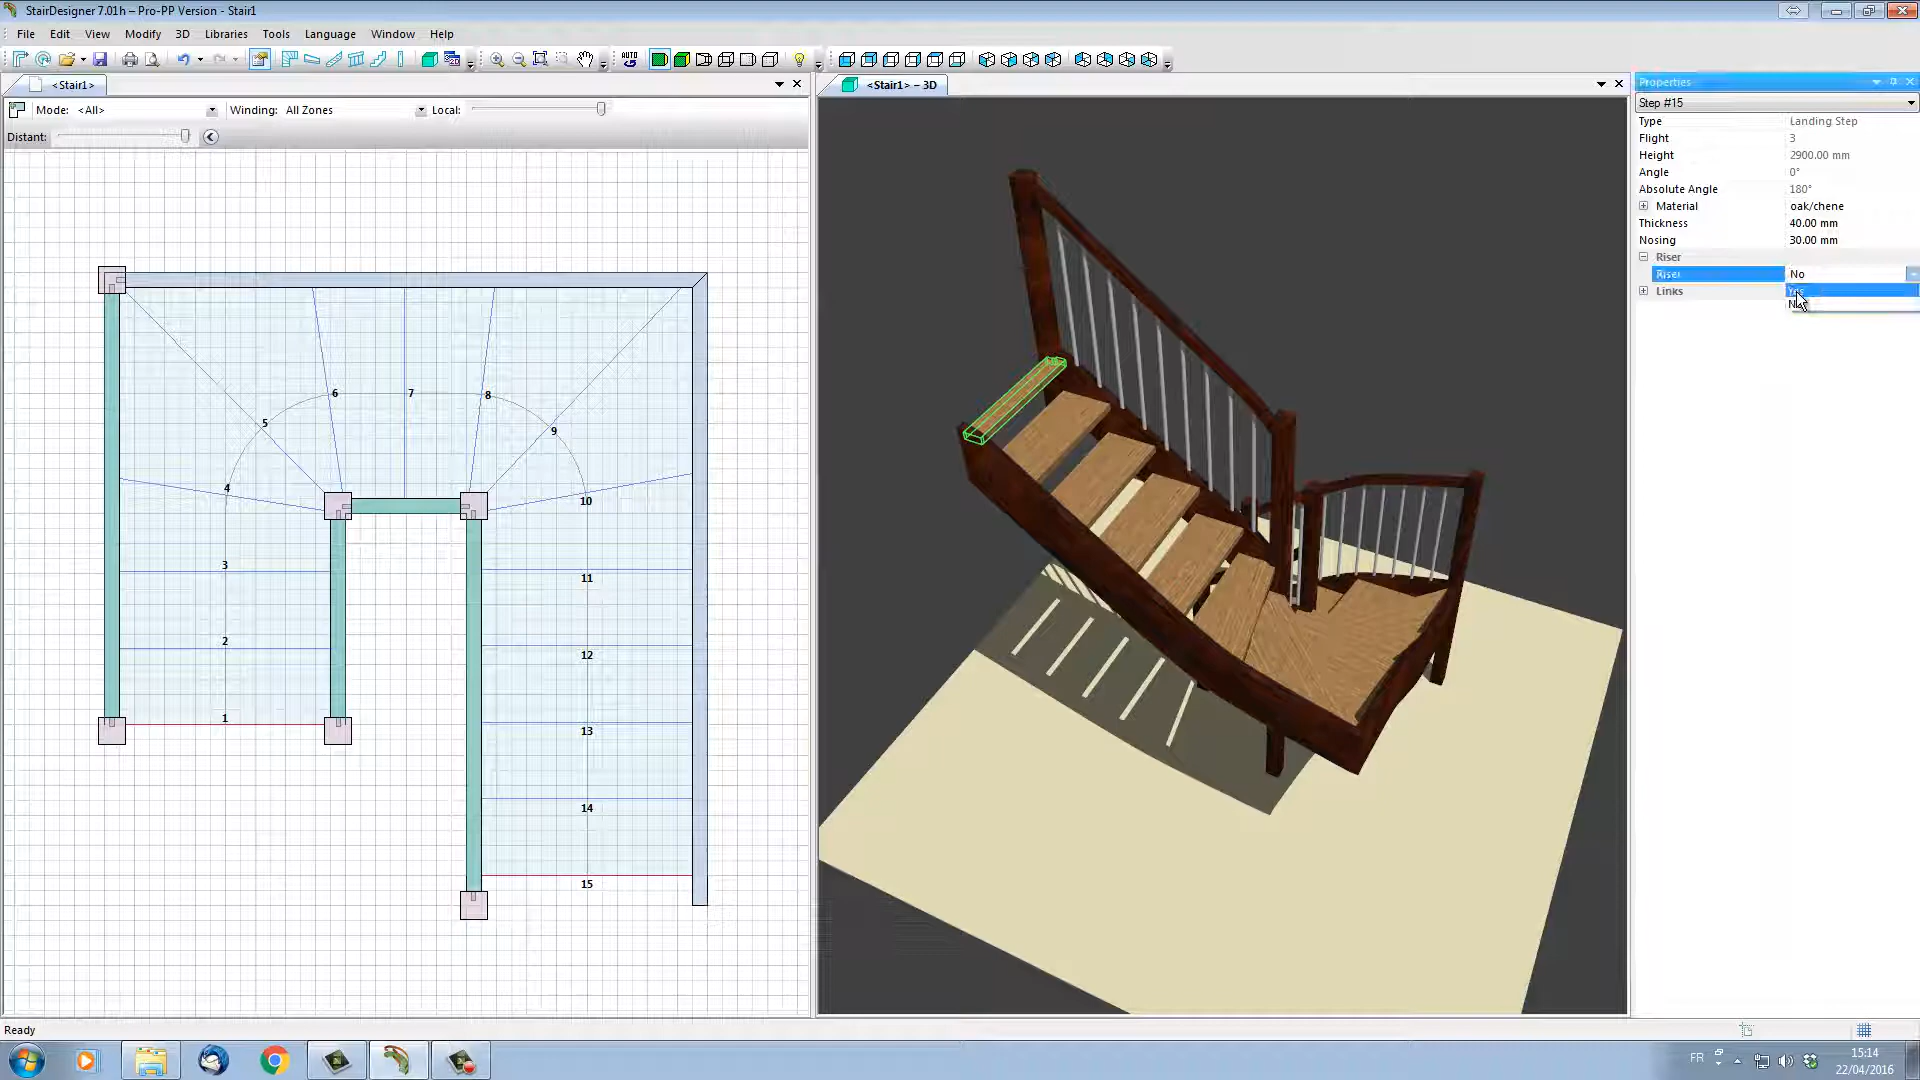 StairDesigner 7.01h – Pro-PP Version - Stair1
File Edit View Modify 3D Libraries Tools Language Window Help
AUTO
<Stair1>
<Stair1> – 3D
Properties
Mode: <All> Winding: All Zones Local:
Distant:
Step #15
Type Landing Step
Flight 3
Height 2900.00 mm
Angle 0°
Absolute Angle 180°
Material oak/chene
Thickness 40.00 mm
Nosing 30.00 mm
Riser
Riser No
Links
6 7 8
5 9
4 10
3 11
2 12
1 13
14
15
Ready
FR
15:14
22/04/2016